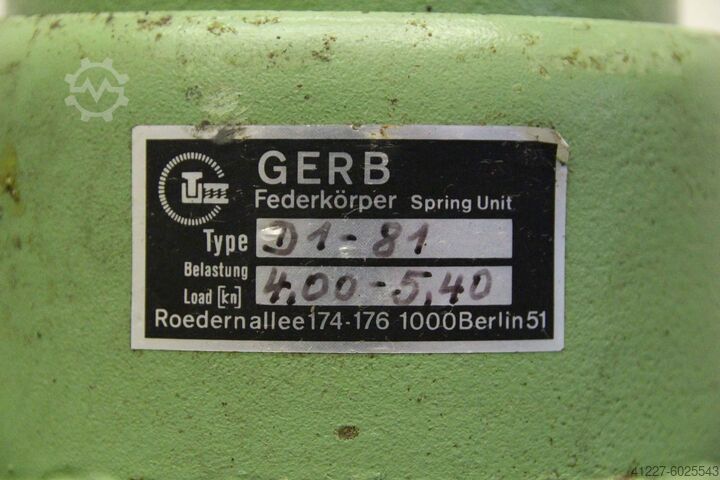 GERB
Federkörper Spring Unit
Type D1-81
Belastung
Load [kn] 4,00-5,40
Roedernallee 174-176 1000 Berlin 51
41227-6025543